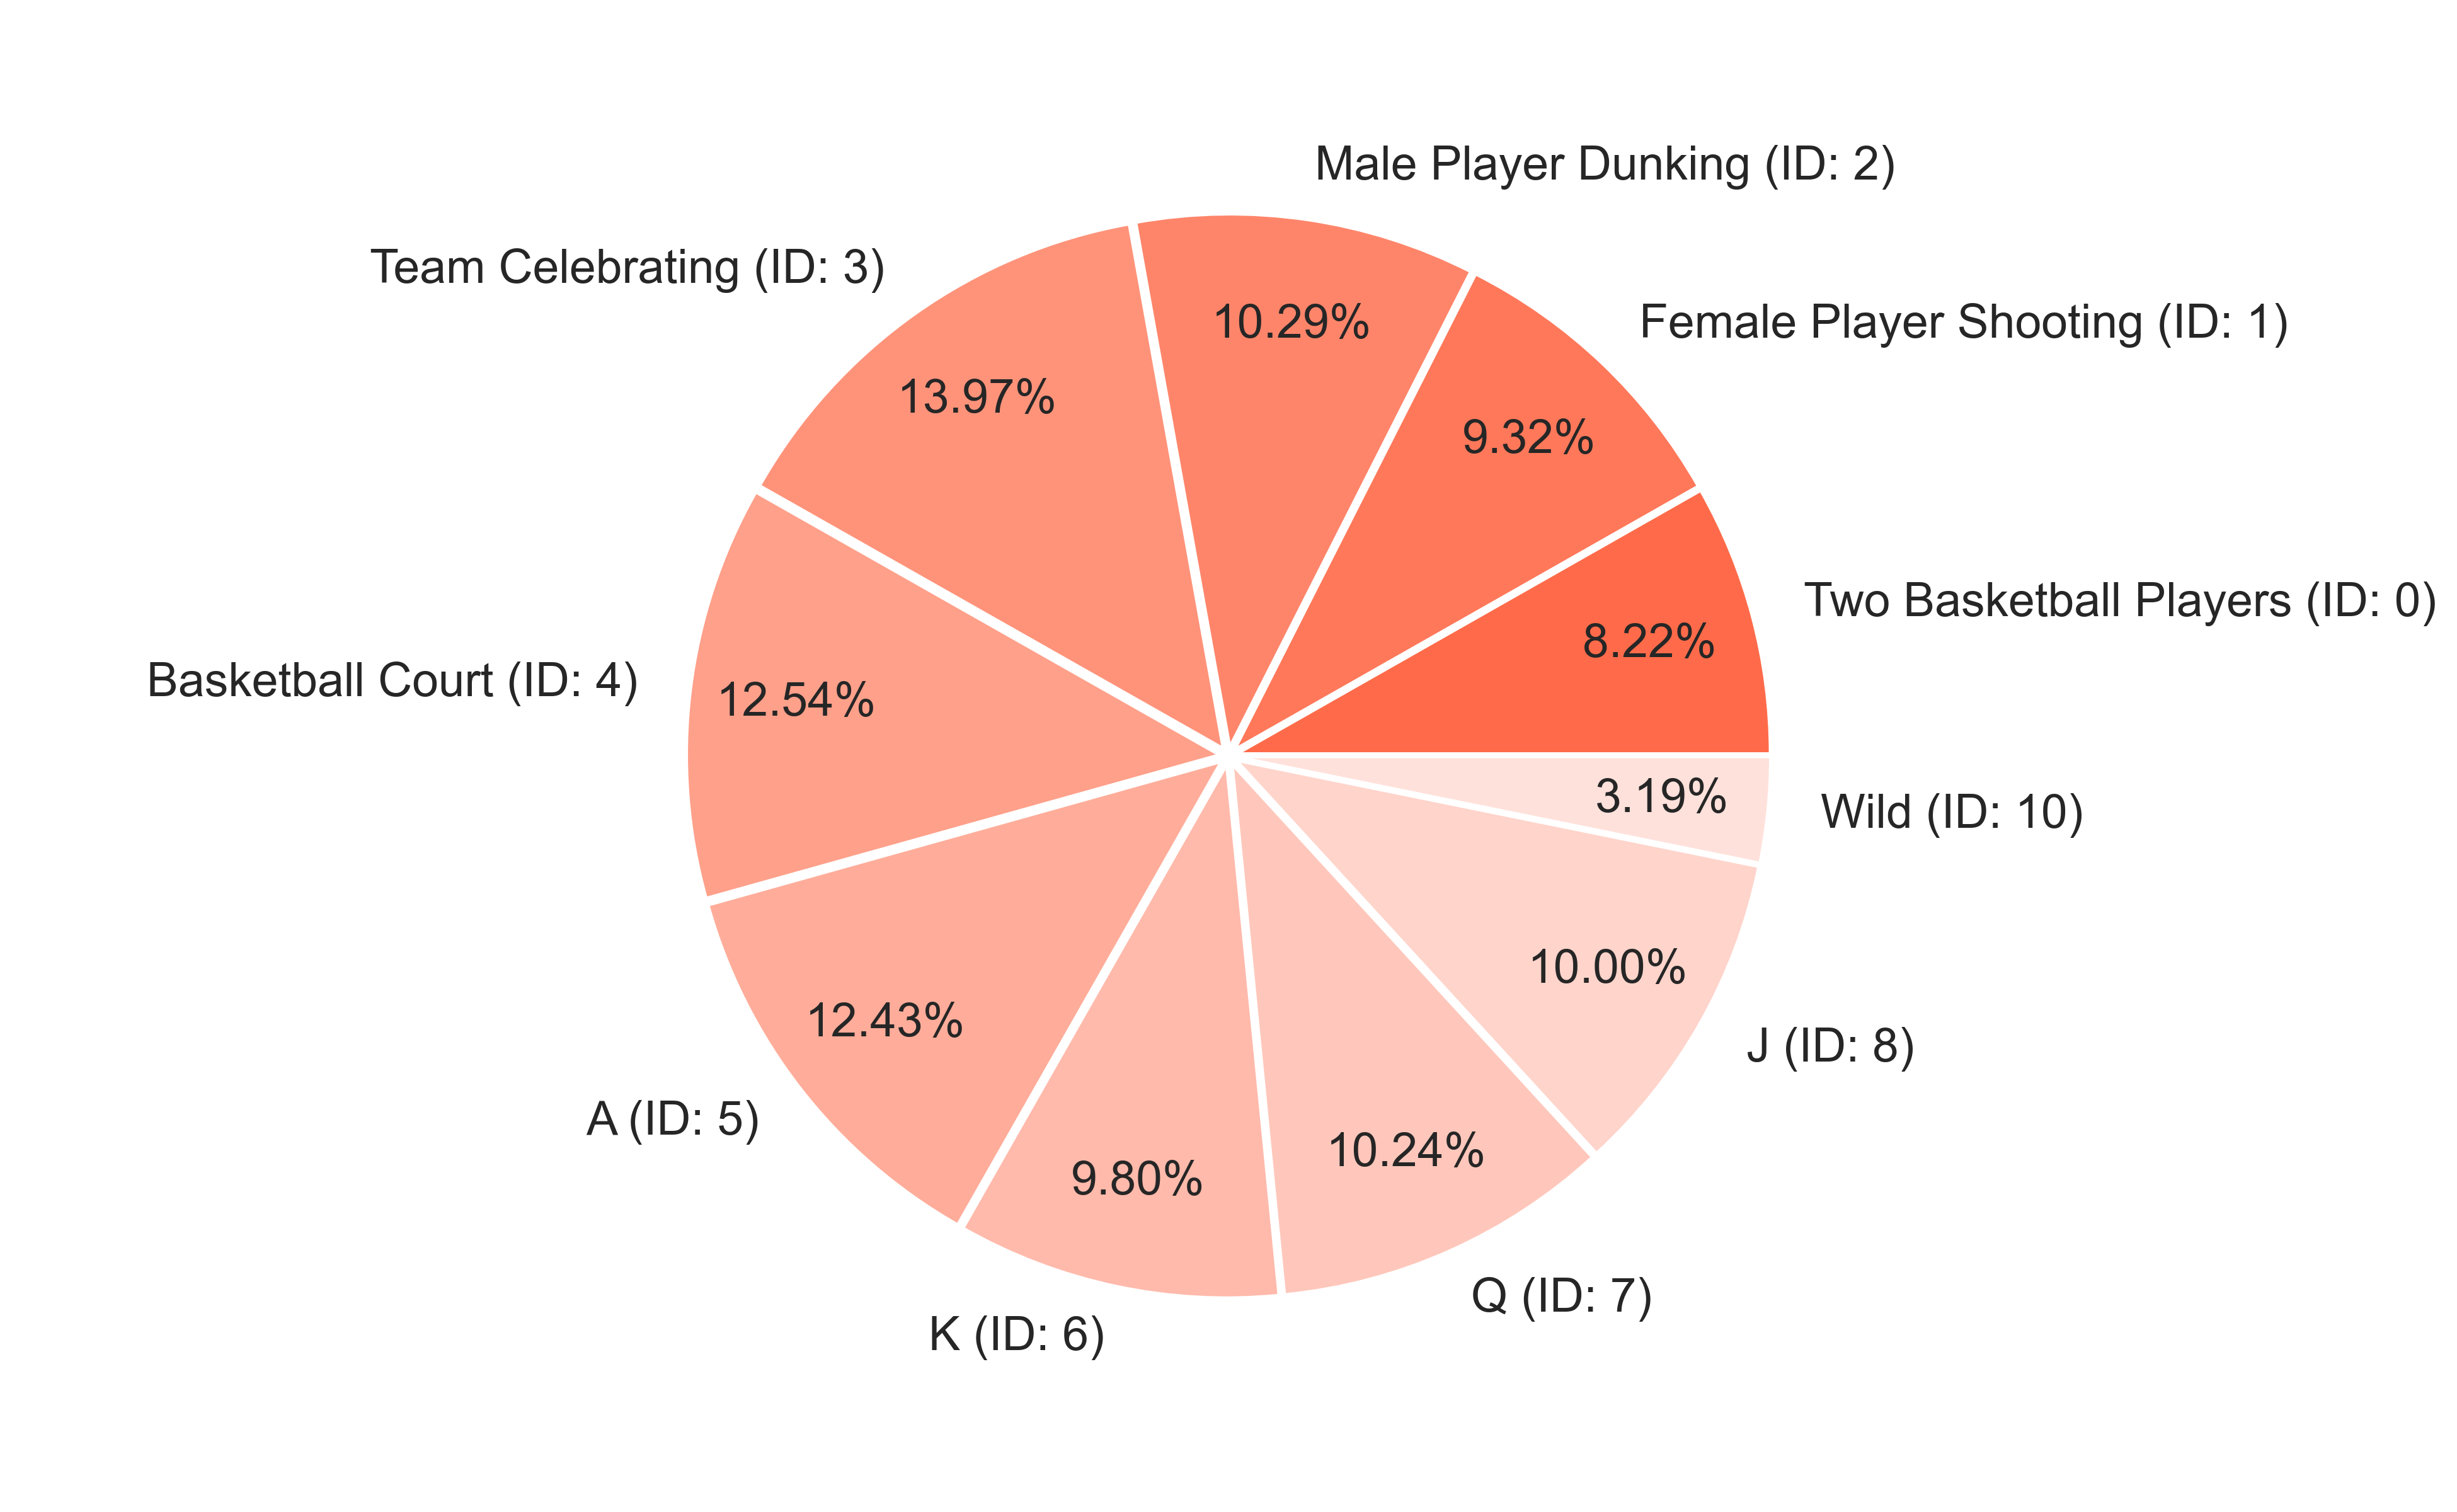 Male Player Dunking (ID: 2)
Team Celebrating (ID: 3)
10.29%
Female Player Shooting (ID: 1)
13.97%
9.32%
Two Basketball Players (ID: 0)
8.22%
Basketball Court (ID: 4)
12.54%
3.19%
Wild (ID: 10)
10.00%
12.43%
J (ID: 8)
A (ID: 5)
10.24%
9.80%
Q (ID: 7)
K (ID: 6)